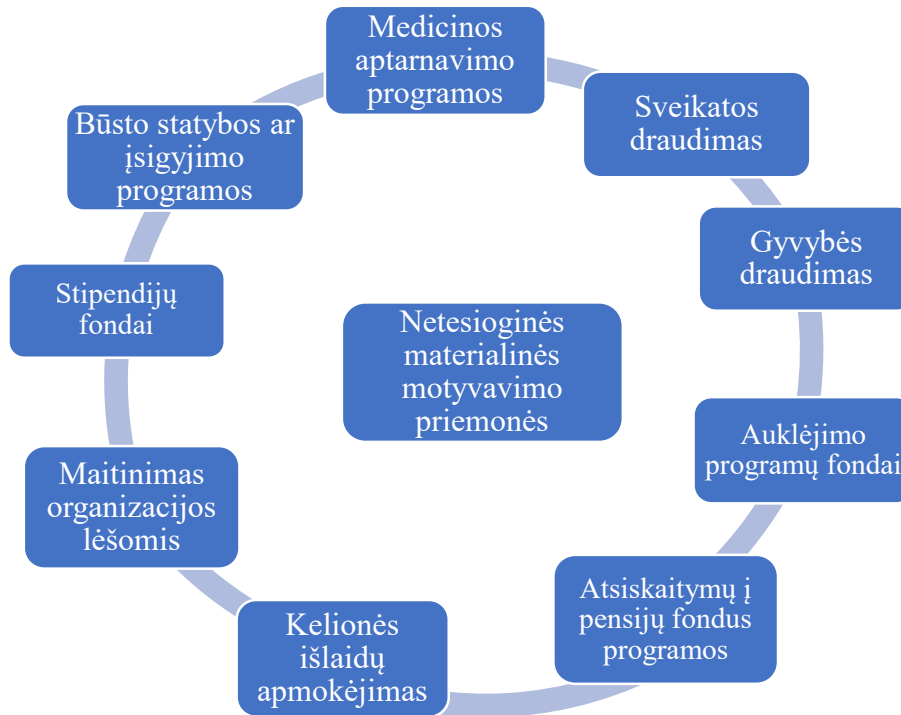 Medicinos
aptarnavimo
programos
Sveikatos
draudimas
Gyvybės
draudimas
Auklėjimo
programų fondai
Atsiskaitymų į
pensijų fondus
programos
Kelionės
išlaidų
apmokėjimas
Maitinimas
organizacijos
lėšomis
Stipendijų
fondai
Būsto statybos ar
įsigyjimo
programos
Netesioginės
materialinės
motyvavimo
priemonės